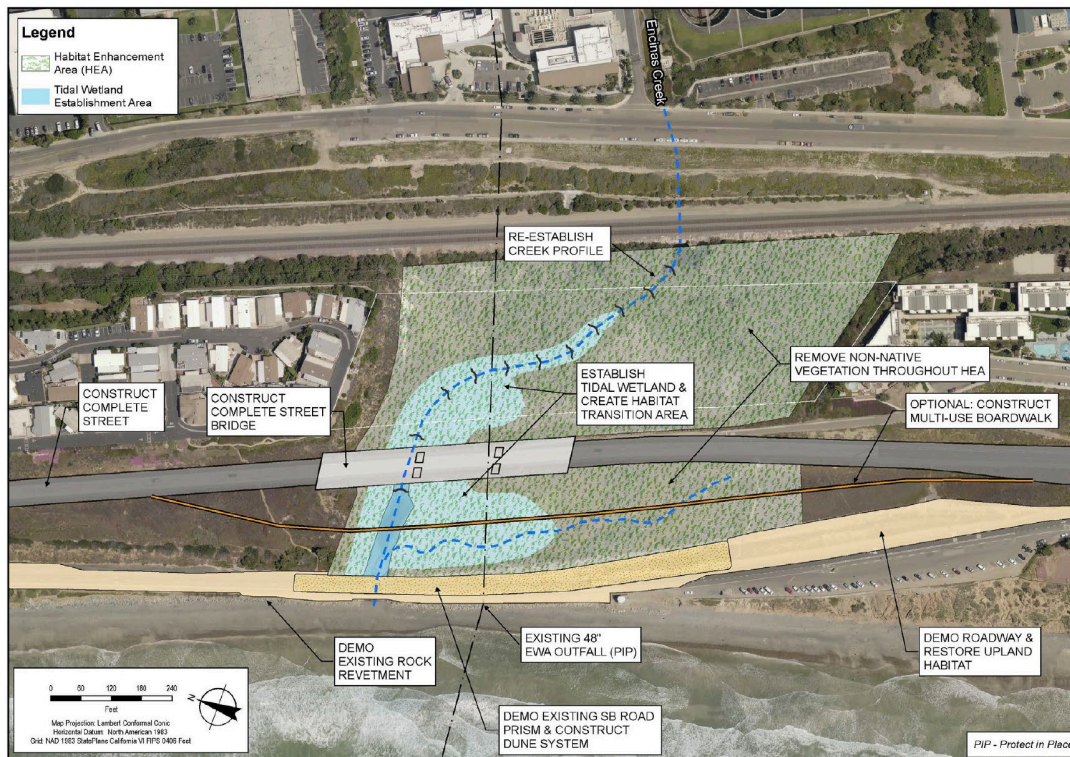 Legend
Habitat Enhancement
Area (HEA)
Tidal Wetland
Establishment Area
Encinas Creek
RE-ESTABLISH
CREEK PROFILE
ESTABLISH
TIDAL WETLAND &
CREATE HABITAT
TRANSITION AREA
REMOVE NON-NATIVE
VEGETATION THROUGHOUT HEA
CONSTRUCT
COMPLETE
STREET
CONSTRUCT
COMPLETE STREET
BRIDGE
OPTIONAL: CONSTRUCT
MULTI-USE BOARDWALK
DEMO
EXISTING ROCK
REVETMENT
EXISTING 48"
EWA OUTFALL (PIP)
DEMO ROADWAY &
RESTORE UPLAND
HABITAT
DEMO EXISTING SB ROAD
PRISM & CONSTRUCT
DUNE SYSTEM
0 60 120 180 240
Feet
N
Map Projection: Lambert Conformal Conic
Horizontal Datum: North American 1983
Grid: NAD 1983 StatePlane California VI FIPS 0406 Feet
PIP - Protect in Place